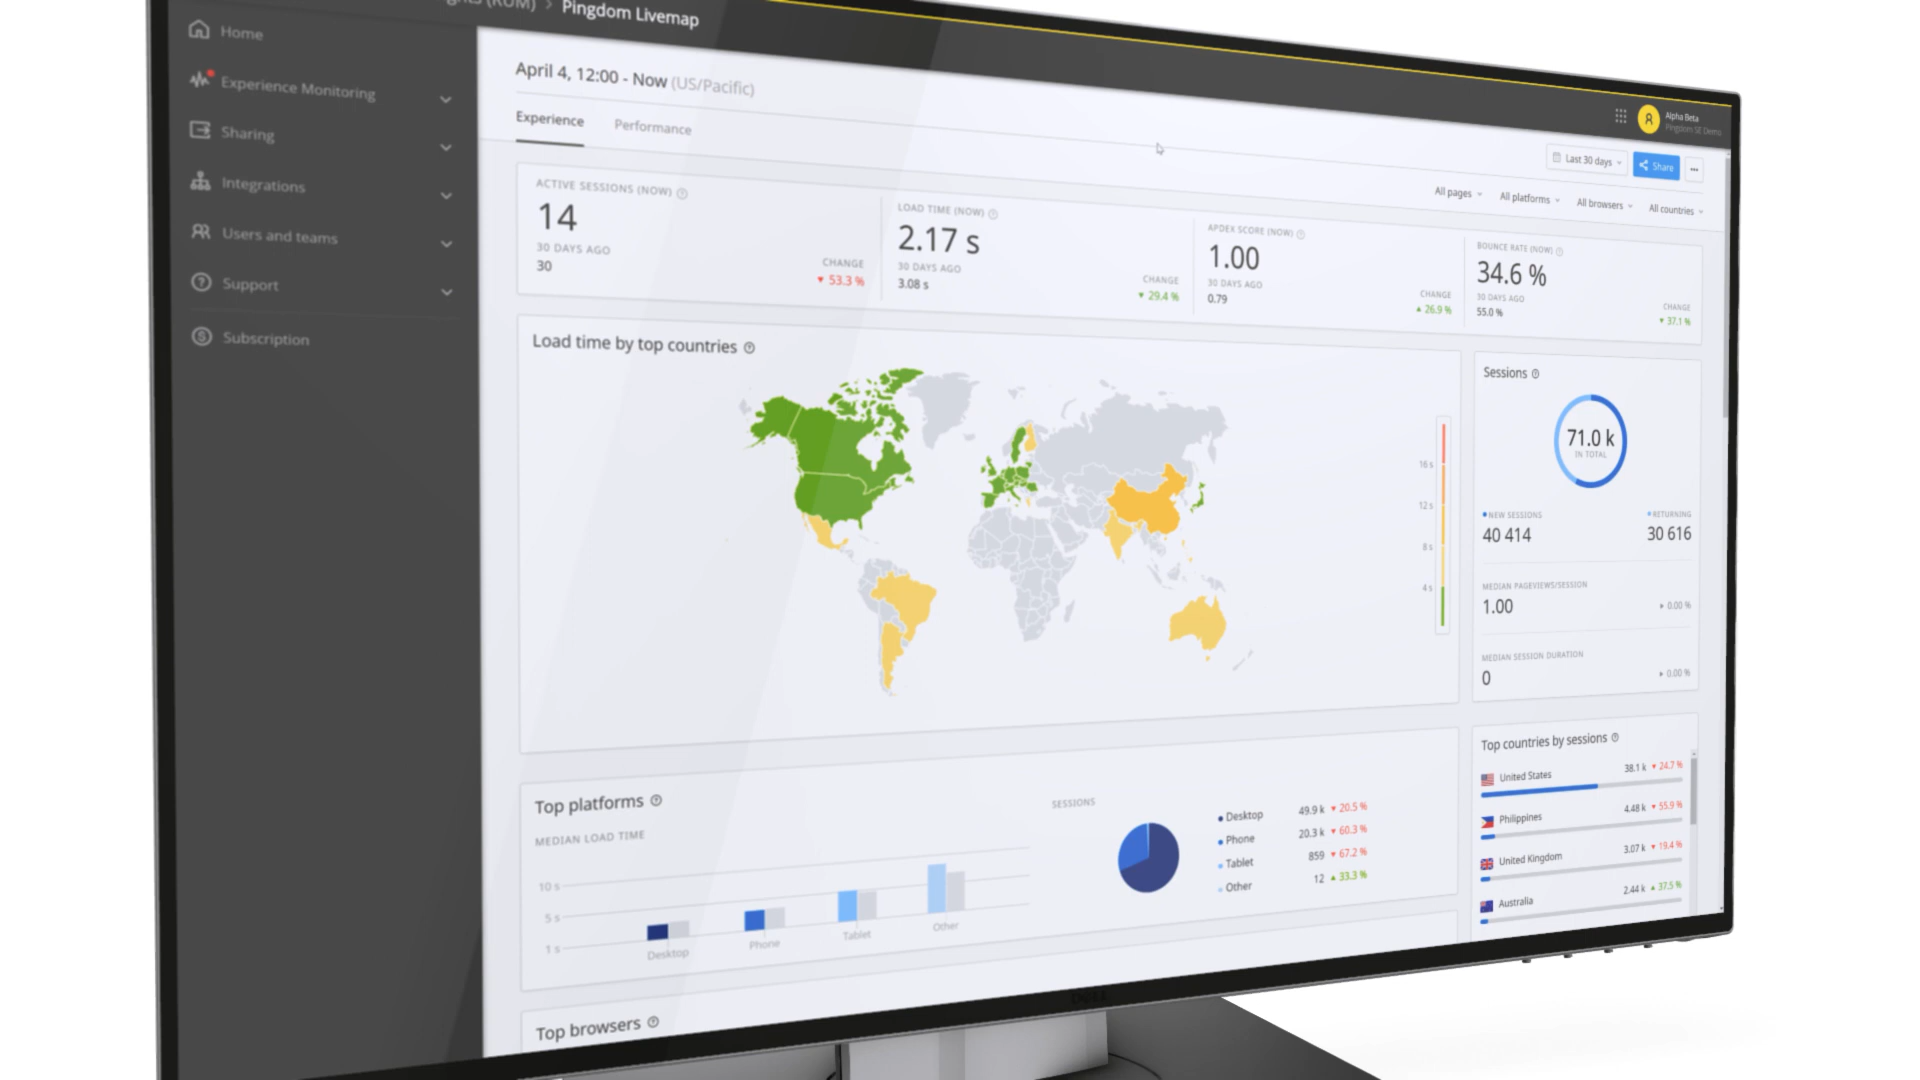 (RUM) > Pingdom Livemap
Home
Experience Monitoring
Sharing
Integrations
Users and teams
Support
Subscription
Alpha Beta
Pingdom SE Demo
April 4, 12:00 - Now (US/Pacific)
Last 30 days
Share
Experience
Performance
All pages
All platforms
All browsers
All countries
ACTIVE SESSIONS (NOW)
14
30 DAYS AGO
30
CHANGE
▼ 53.3 %
LOAD TIME (NOW)
2.17 s
30 DAYS AGO
3.08 s
CHANGE
▼ 29.4 %
APDEX SCORE (NOW)
1.00
30 DAYS AGO
0.79
CHANGE
▲ 26.9 %
BOUNCE RATE (NOW)
34.6 %
30 DAYS AGO
55.0 %
CHANGE
▼ 37.1 %
Load time by top countries
16 s
12 s
8 s
4 s
Sessions
71.0 k
IN TOTAL
NEW SESSIONS
40 414
RETURNING
30 616
MEDIAN PAGEVIEWS/SESSION
1.00
0.00 %
MEDIAN SESSION DURATION
0
0.00 %
Top platforms
MEDIAN LOAD TIME
10 s
5 s
1 s
Desktop
Phone
Tablet
Other
SESSIONS
Desktop 49.9 k ▼ 20.5 %
Phone 20.3 k ▼ 60.3 %
Tablet 859 ▼ 67.2 %
Other 12 ▲ 33.3 %
Top countries by sessions
United States 38.1 k ▼ 24.7 %
Philippines 4.48 k ▼ 55.9 %
United Kingdom 3.07 k ▼ 19.4 %
Australia 2.44 k ▲ 37.5 %
Top browsers
DELL